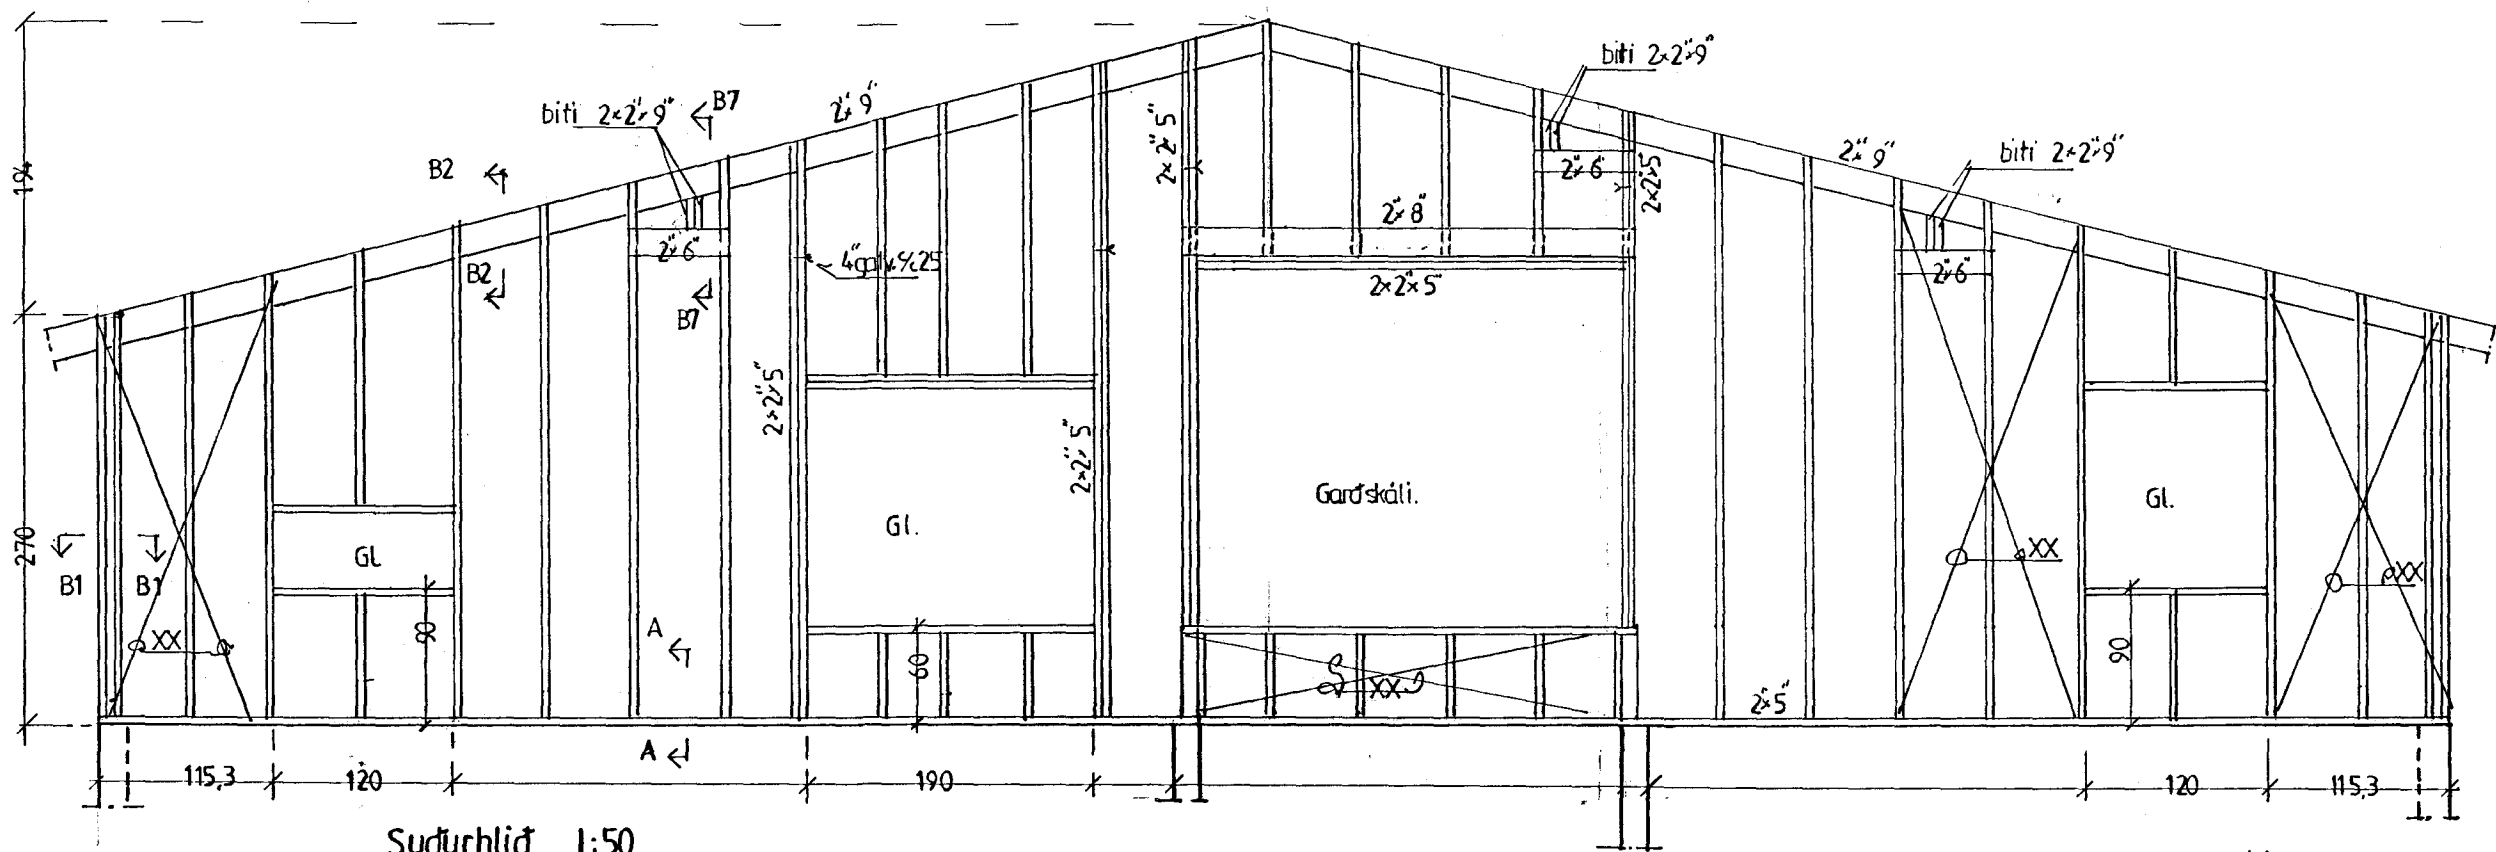 biti 2×2"×9"
B7
2"×9"
2×2"×5"
biti 2×2"×9"
2"×6"
2×2"×5"
2"×9"
biti 2×2"×9"
194
B2
2"×8"
2"×6"
4" galv. c/c 25
2×2"×5"
2"×6"
B2
B7
2×2"×5"
2×2"×5"
Garðskáli.
Gl.
Gl.
270
Gl
XX
XX
B1
B1
A
90
60
90
XX
XX
2"×5"
A
115,3
120
190
120
115,3
Suðurhlið 1:50